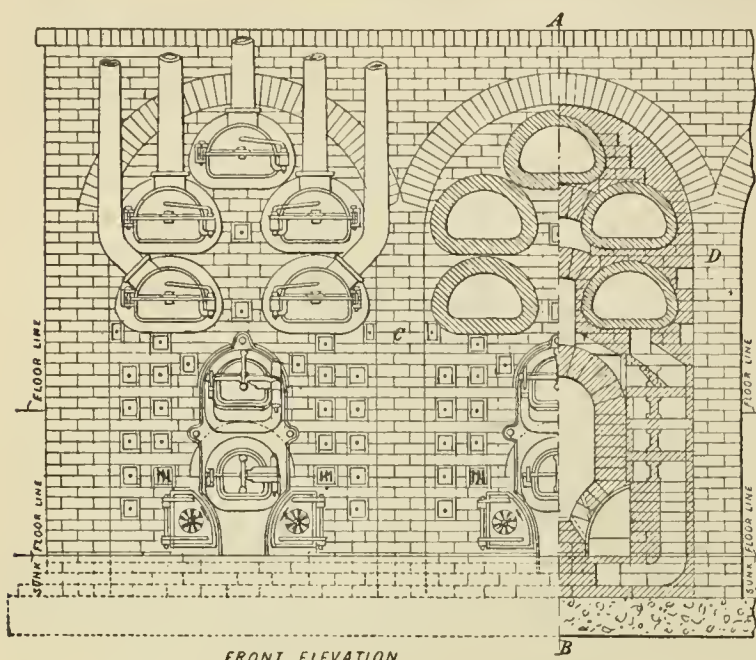 A
D
C
FLOOR LINE
FLOOR LINE
SUNK FLOOR LINE
SUNK FLOOR LINE
B
FRONT ELEVATION